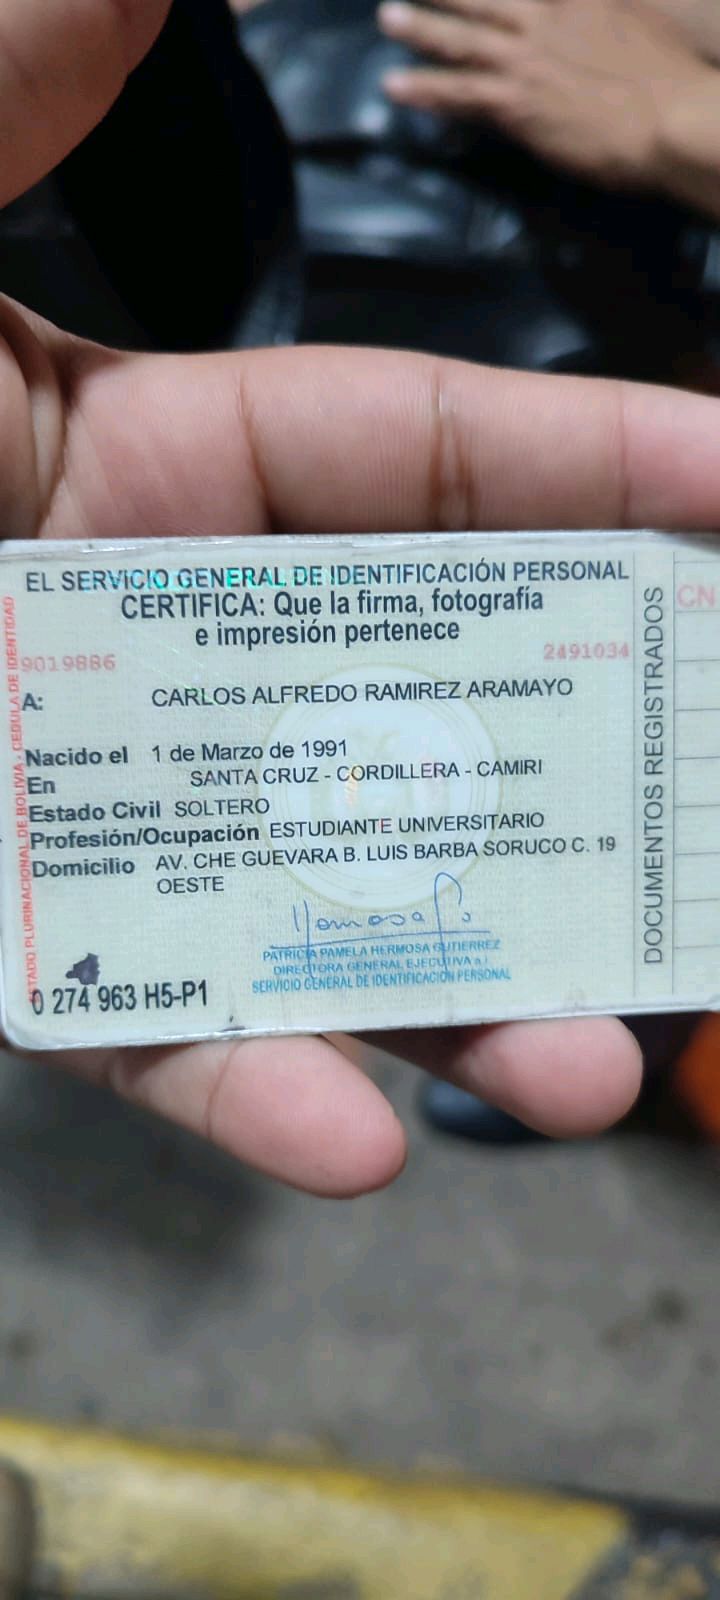 EL SERVICIO GENERAL DE IDENTIFICACIÓN PERSONAL
CERTIFICA: Que la firma, fotografía
e impresión pertenece
9019886
2491034
A: CARLOS ALFREDO RAMIREZ ARAMAYO
Nacido el 1 de Marzo de 1991
En SANTA CRUZ - CORDILLERA - CAMIRI
Estado Civil SOLTERO
Profesión/Ocupación ESTUDIANTE UNIVERSITARIO
Domicilio AV. CHE GUEVARA B. LUIS BARBA SORUCO C. 19
OESTE
PATRICIA PAMELA HERMOSA GUTIERREZ
DIRECTORA GENERAL EJECUTIVA a.i.
SERVICIO GENERAL DE IDENTIFICACIÓN PERSONAL
0 274 963 H5-P1
ESTADO PLURINACIONAL DE BOLIVIA - CEDULA DE IDENTIDAD
DOCUMENTOS REGISTRADOS
CN